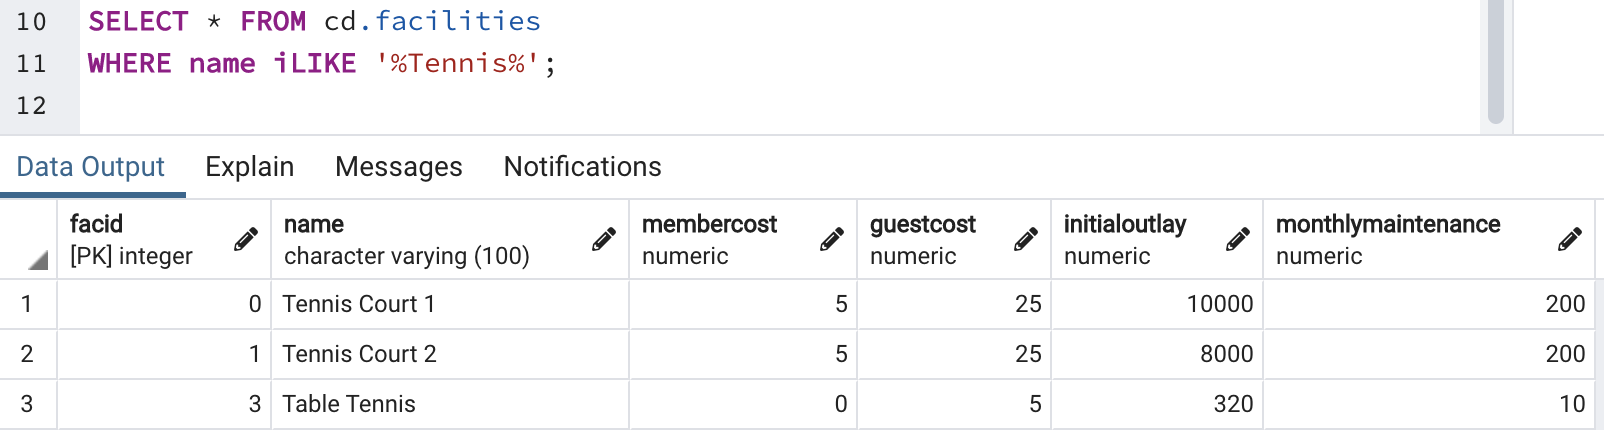 10 SELECT * FROM cd.facilities
11 WHERE name iLIKE '%Tennis%';
12
Data Output Explain Messages Notifications
facid name membercost guestcost initialoutlay monthlymaintenance
[PK] integer character varying (100) numeric numeric numeric numeric
1 0 Tennis Court 1 5 25 10000 200
2 1 Tennis Court 2 5 25 8000 200
3 3 Table Tennis 0 5 320 10